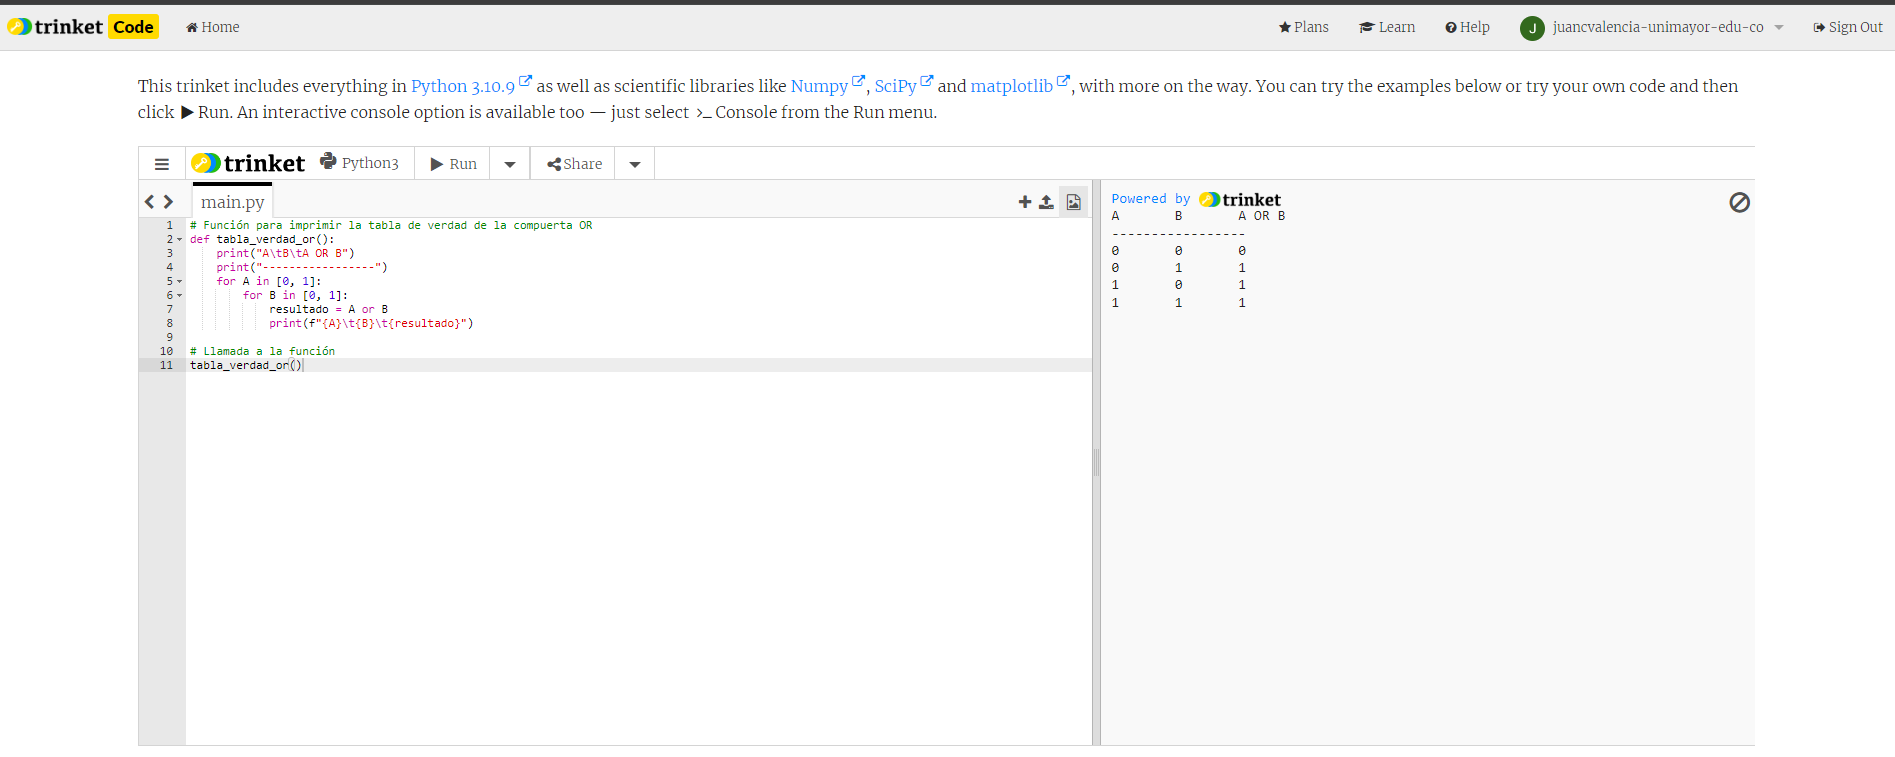 trinket Code Home Plans Learn Help J juancvalencia-unimayor-edu-co Sign Out
This trinket includes everything in Python 3.10.9 as well as scientific libraries like Numpy, SciPy and matplotlib, with more on the way. You can try the examples below or try your own code and then
click ▶ Run. An interactive console option is available too — just select >_ Console from the Run menu.
trinket Python3 Run Share
main.py
1 # Función para imprimir la tabla de verdad de la compuerta OR
2 def tabla_verdad_or():
3     print("A\tB\tA OR B")
4     print("-----------------")
5     for A in [0, 1]:
6         for B in [0, 1]:
7             resultado = A or B
8             print(f"{A}\t{B}\t{resultado}")
9
10 # Llamada a la función
11 tabla_verdad_or()
Powered by trinket
A B A OR B
-----------------
0 0 0
0 1 1
1 0 1
1 1 1